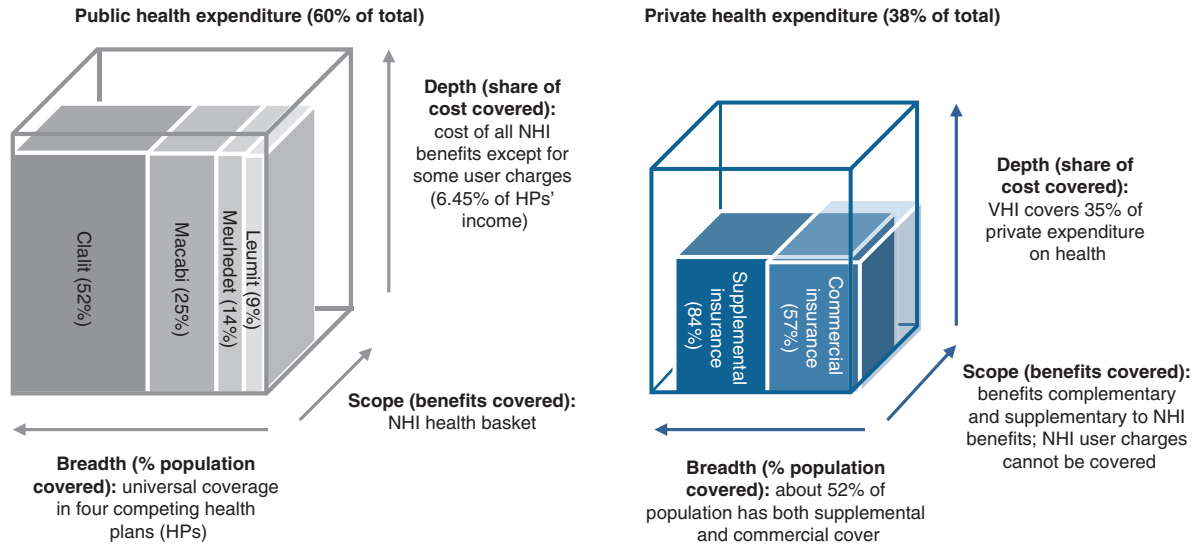 Public health expenditure (60% of total)
Depth (share of
cost covered):
cost of all NHI
benefits except for
some user charges
(6.45% of HPs’
income)
Clalit (52%)
Macabi (25%)
Meuhedet (14%)
Leumit (9%)
Scope (benefits covered):
NHI health basket
Breadth (% population
covered): universal coverage
in four competing health
plans (HPs)
Private health expenditure (38% of total)
Depth (share of
cost covered):
VHI covers 35% of
private expenditure
on health
Supplemental
insurance
(84%)
Commercial
insurance
(57%)
Scope (benefits covered):
benefits complementary
and supplementary to NHI
benefits; NHI user charges
cannot be covered
Breadth (% population
covered): about 52% of
population has both supplemental
and commercial cover